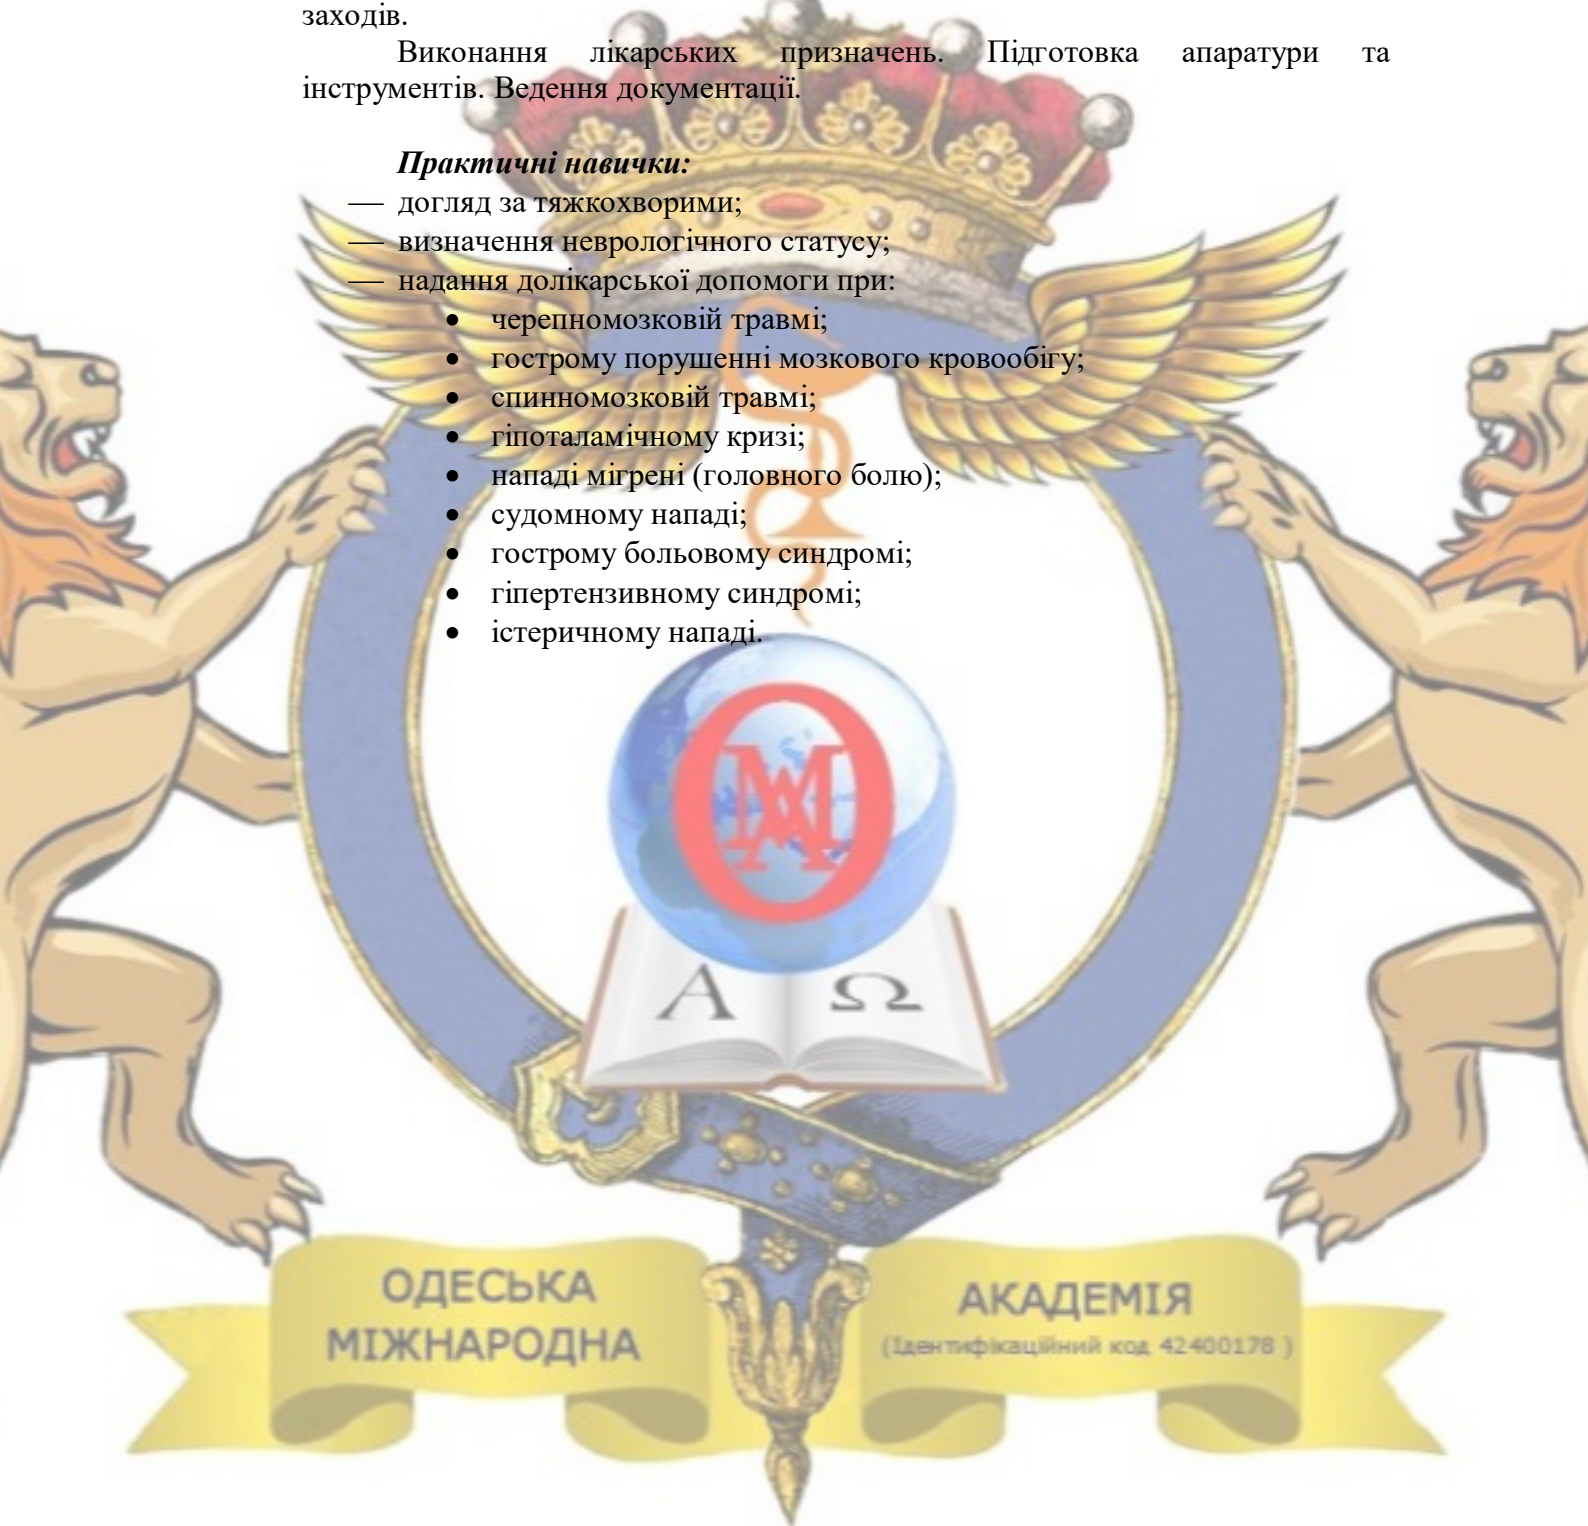 заходів.
Виконання лікарських призначень. Підготовка апаратури та
інструментів. Ведення документації.
Практичні навички:
— догляд за тяжкохворими;
— визначення неврологічного статусу;
— надання долікарської допомоги при:
• черепномозковій травмі;
• гострому порушенні мозкового кровообігу;
• спинномозковій травмі;
• гіпоталамічному кризі;
• нападі мігрені (головного болю);
• судомному нападі;
• гострому больовому синдромі;
• гіпертензивному синдромі;
• істеричному нападі.
ОМА
Α Ω
ОДЕСЬКА
МІЖНАРОДНА
АКАДЕМІЯ
(Ідентифікаційний код 42400178 )